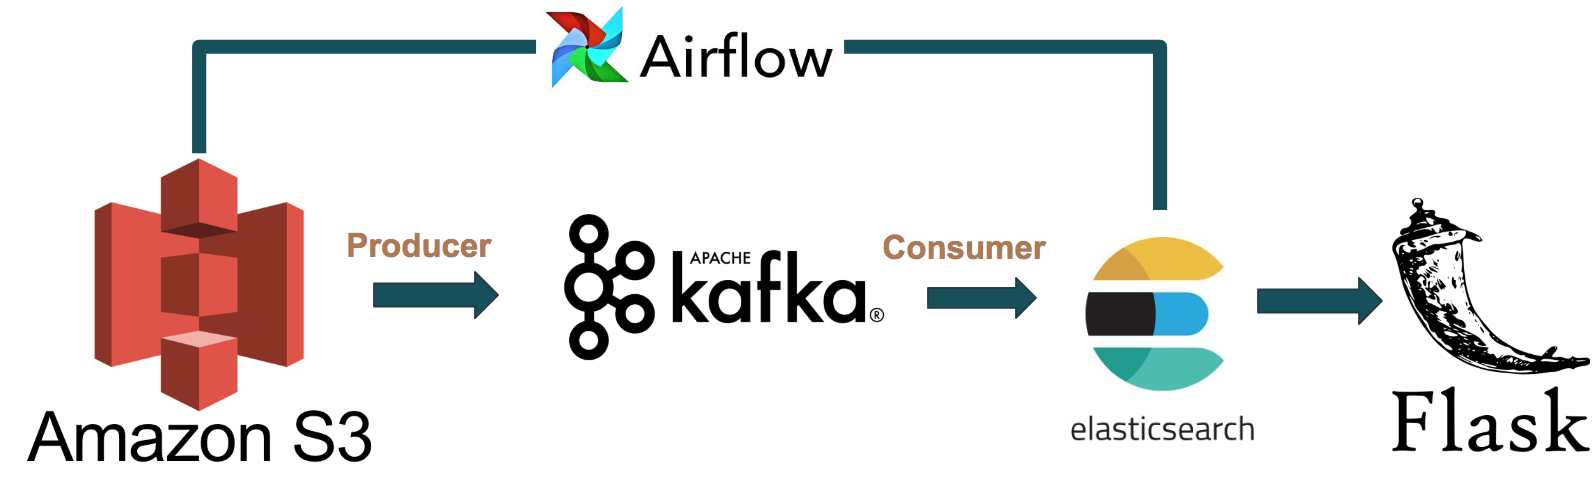 Airflow
Producer
Consumer
APACHE
kafka®
Amazon S3
elasticsearch
Flask